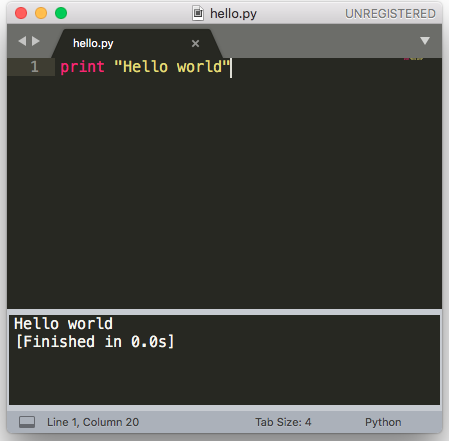 hello.py
UNREGISTERED
hello.py ×
1 print "Hello world"
Hello world
[Finished in 0.0s]
Line 1, Column 20
Tab Size: 4
Python